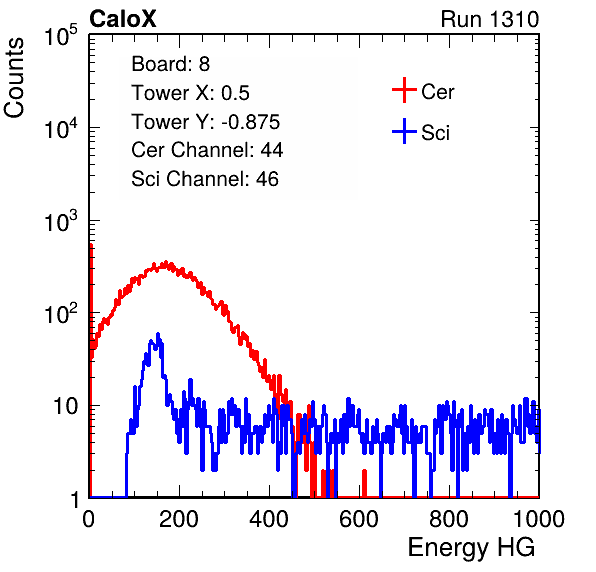 CaloX Run 1310
Counts
Board: 8
Tower X: 0.5
Tower Y: -0.875
Cer Channel: 44
Sci Channel: 46
Cer
Sci
10^5
10^4
10^3
10^2
10
1
0 200 400 600 800 1000
Energy HG